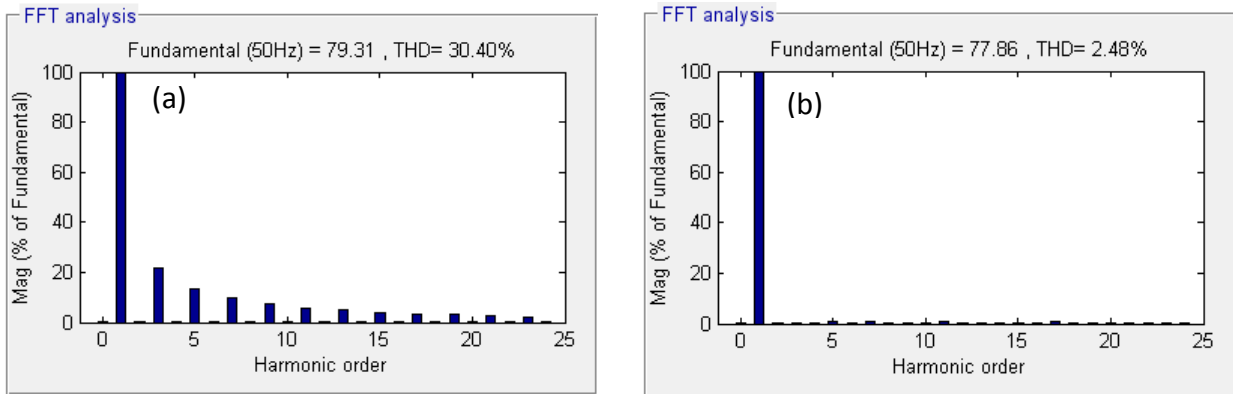 FFT analysis
Fundamental (50Hz) = 79.31 , THD= 30.40%
(a)
Mag (% of Fundamental)
100
80
60
40
20
0
0 5 10 15 20 25
Harmonic order
FFT analysis
Fundamental (50Hz) = 77.86 , THD= 2.48%
(b)
Mag (% of Fundamental)
100
80
60
40
20
0
0 5 10 15 20 25
Harmonic order